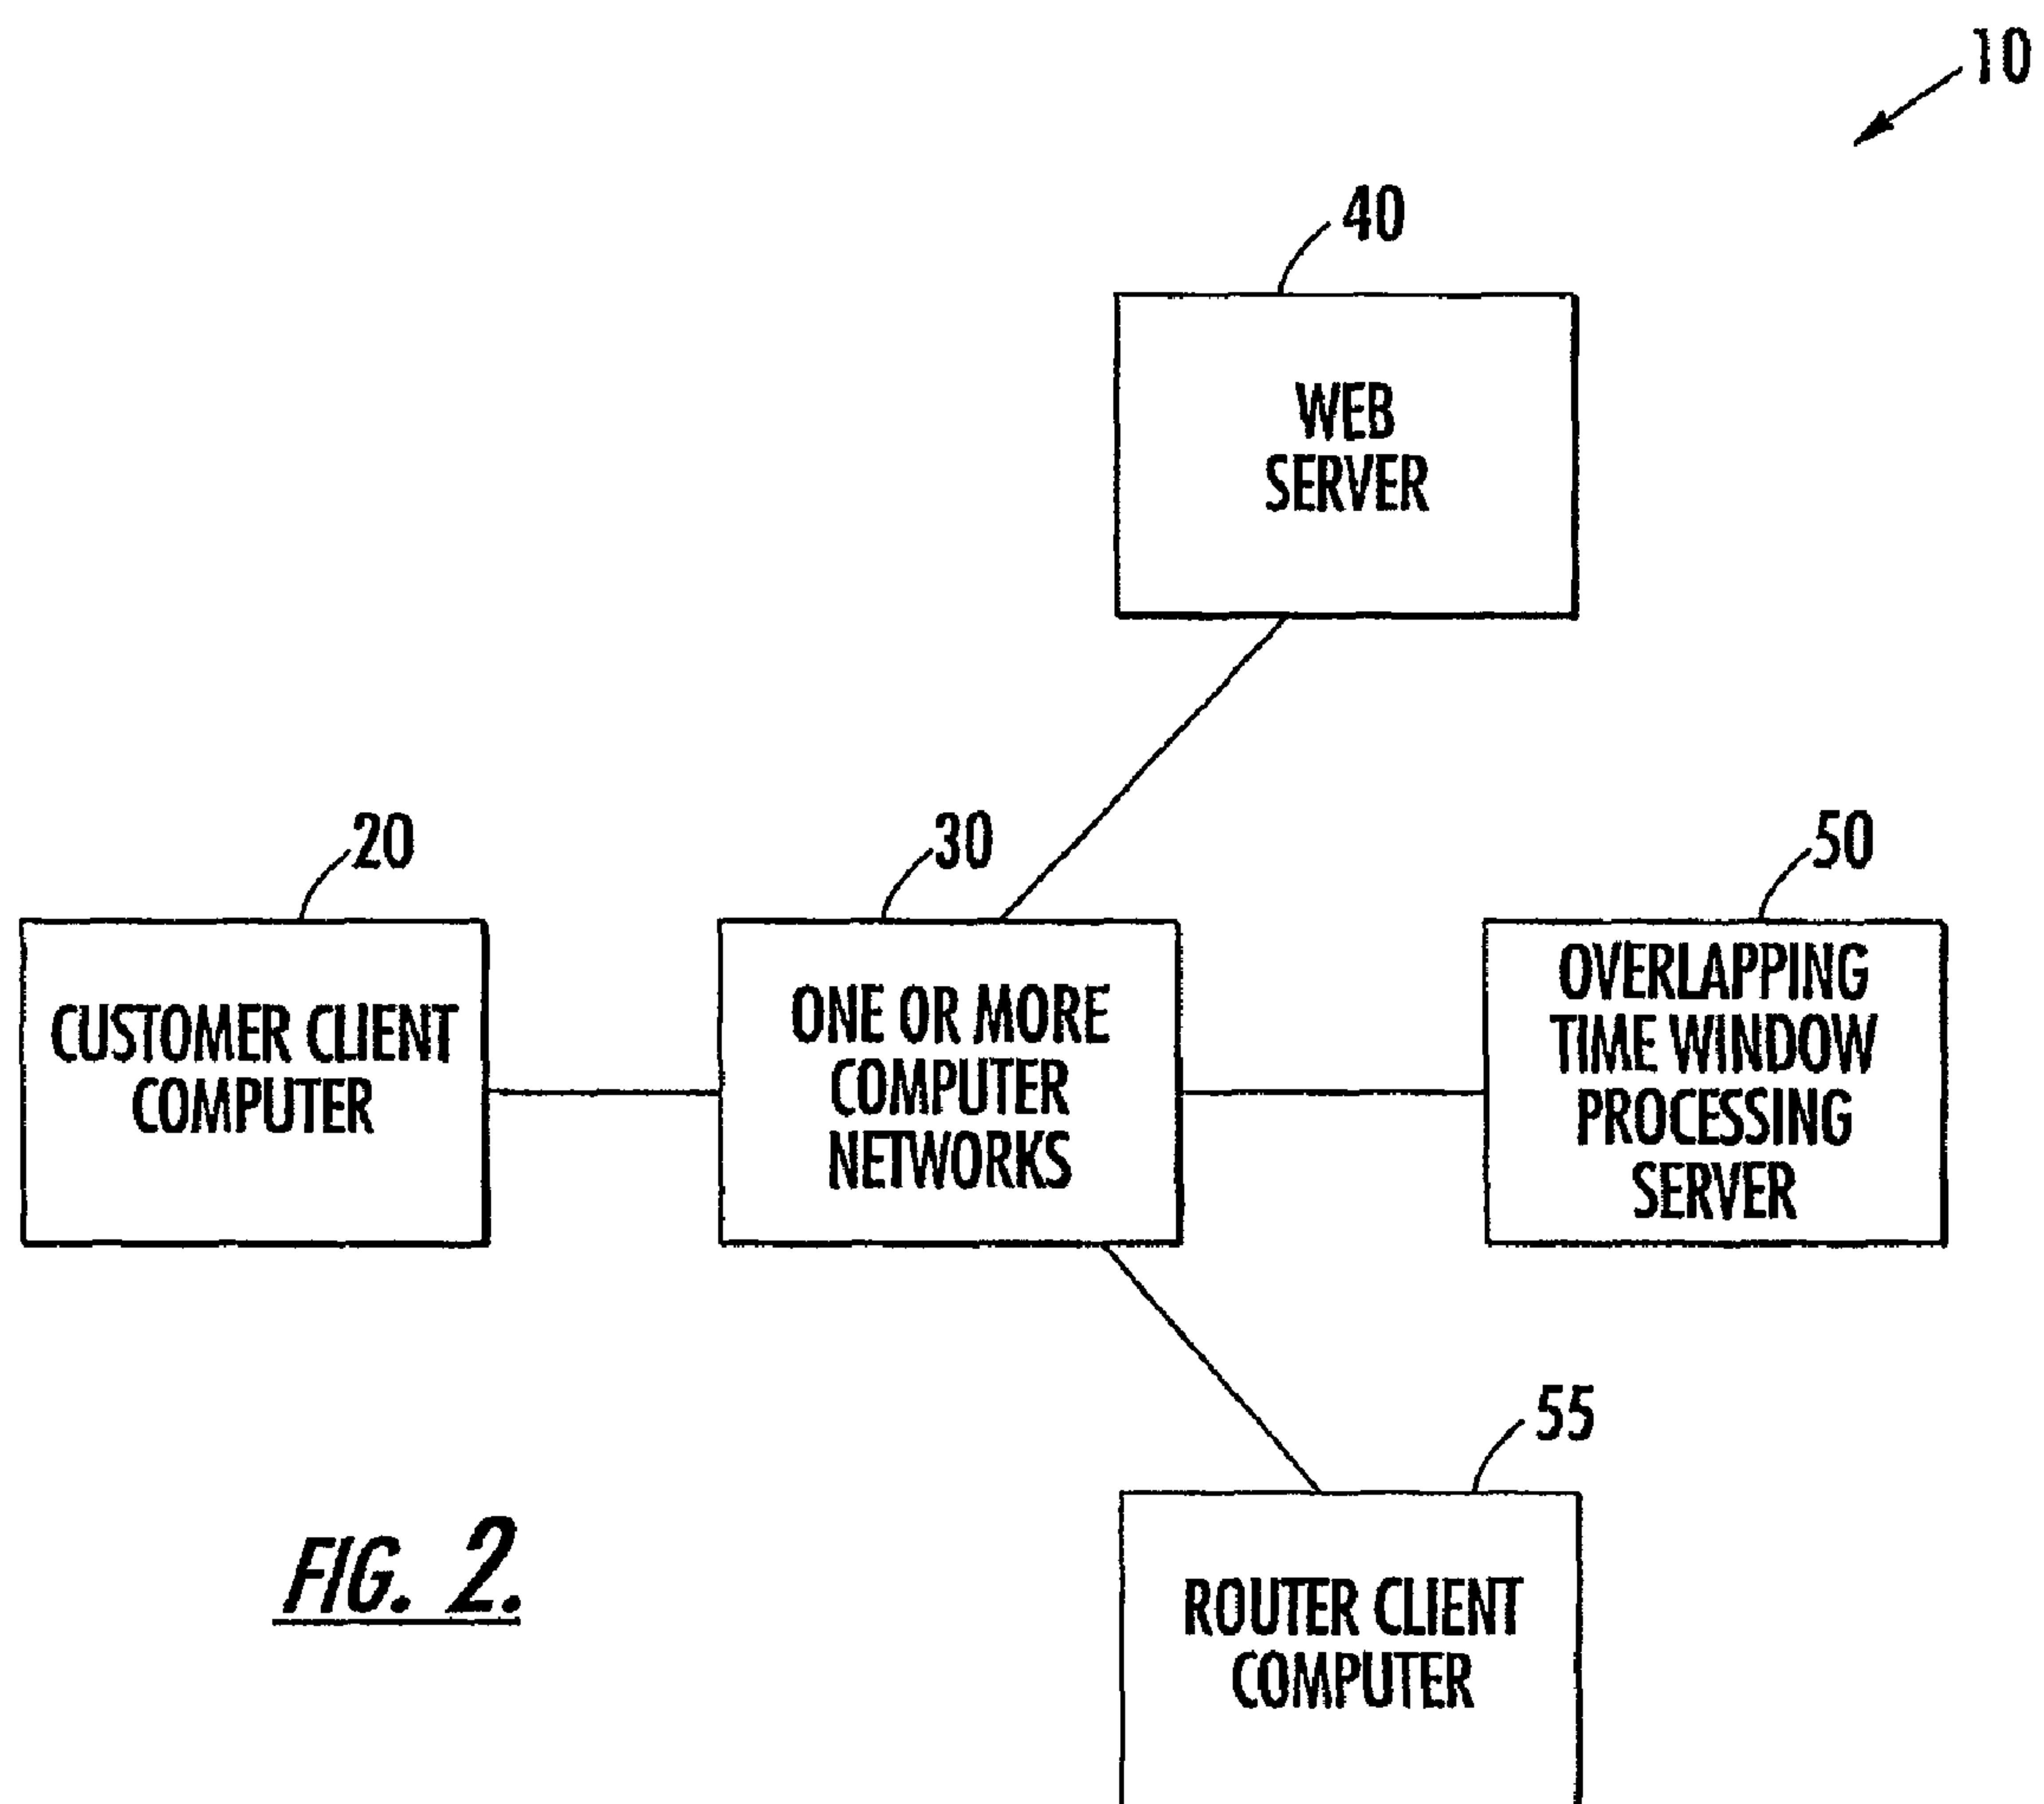 10
40
WEB
SERVER
20
30
50
CUSTOMER CLIENT
COMPUTER
ONE OR MORE
COMPUTER
NETWORKS
OVERLAPPING
TIME WINDOW
PROCESSING
SERVER
55
ROUTER CLIENT
COMPUTER
FIG. 2.